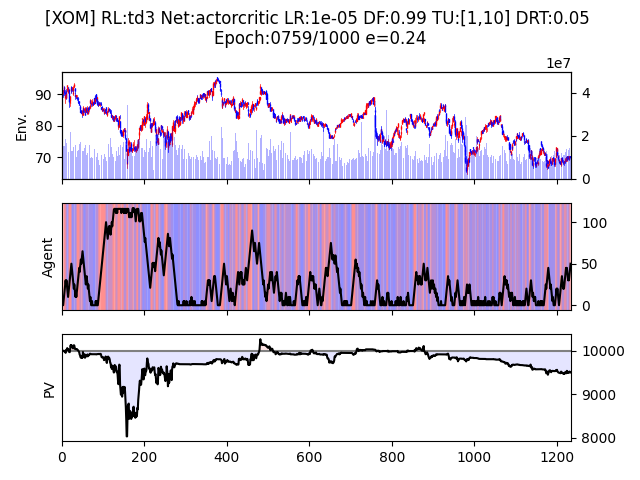 [XOM] RL:td3 Net:actorcritic LR:1e-05 DF:0.99 TU:[1,10] DRT:0.05
Epoch:0759/1000 e=0.24
1e7
Env.
90
80
70
4
2
0
Agent
100
50
0
PV
10000
9000
8000
0 200 400 600 800 1000 1200